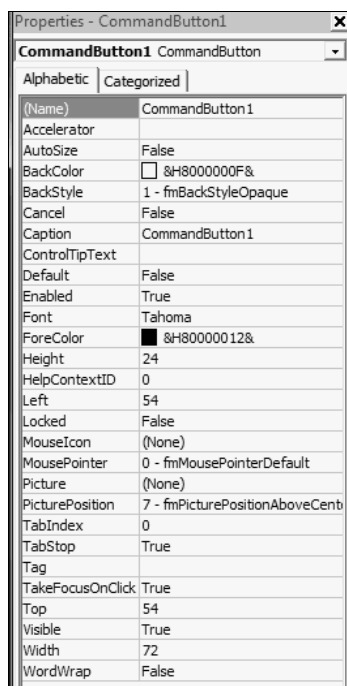 Properties - CommandButton1
CommandButton1 CommandButton
Alphabetic Categorized
(Name) CommandButton1
Accelerator
AutoSize False
BackColor &H8000000F&
BackStyle 1 - fmBackStyleOpaque
Cancel False
Caption CommandButton1
ControlTipText
Default False
Enabled True
Font Tahoma
ForeColor &H80000012&
Height 24
HelpContextID 0
Left 54
Locked False
MouseIcon (None)
MousePointer 0 - fmMousePointerDefault
Picture (None)
PicturePosition 7 - fmPicturePositionAboveCent
TabIndex 0
TabStop True
Tag
TakeFocusOnClick True
Top 54
Visible True
Width 72
WordWrap False